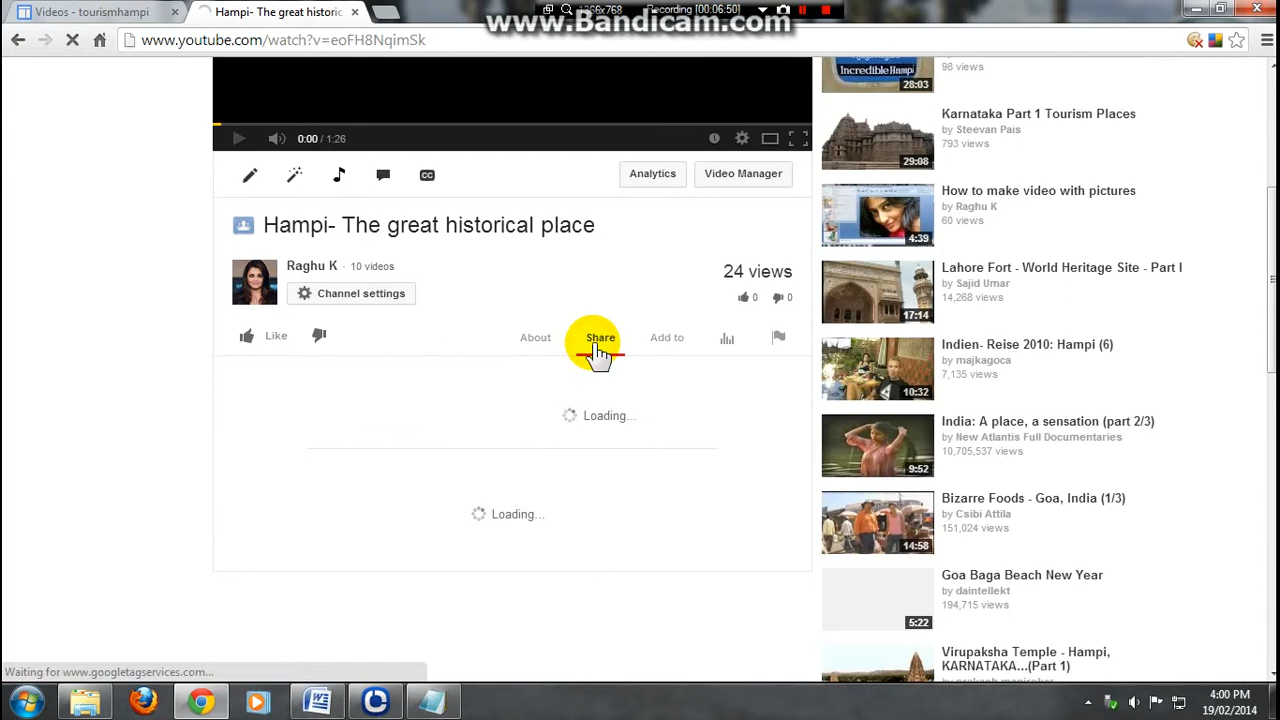 Videos - tourismhampi
Hampi- The great historic
1366x768
Recording [00:06:50]
www.Bandicam.com
www.youtube.com/watch?v=eoFH8NqimSk
Incredible Hampi
28:03
98 views
Karnataka Part 1 Tourism Places
by Steevan Pais
793 views
29:08
0:00 / 1:26
Analytics
Video Manager
CC
How to make video with pictures
by Raghu K
60 views
4:39
Hampi- The great historical place
Raghu K · 10 videos
Channel settings
24 views
0
0
Lahore Fort - World Heritage Site - Part I
by Sajid Umar
14,268 views
17:14
Like
About
Share
Add to
Indien- Reise 2010: Hampi (6)
by majkagoca
7,135 views
10:32
Loading...
India: A place, a sensation (part 2/3)
by New Atlantis Full Documentaries
10,705,537 views
9:52
Loading...
Bizarre Foods - Goa, India (1/3)
by Csibi Attila
151,024 views
14:58
Goa Baga Beach New Year
by daintellekt
194,715 views
5:22
Virupaksha Temple - Hampi,
KARNATAKA...(Part 1)
Waiting for www.googletagservices.com...
4:00 PM
19/02/2014